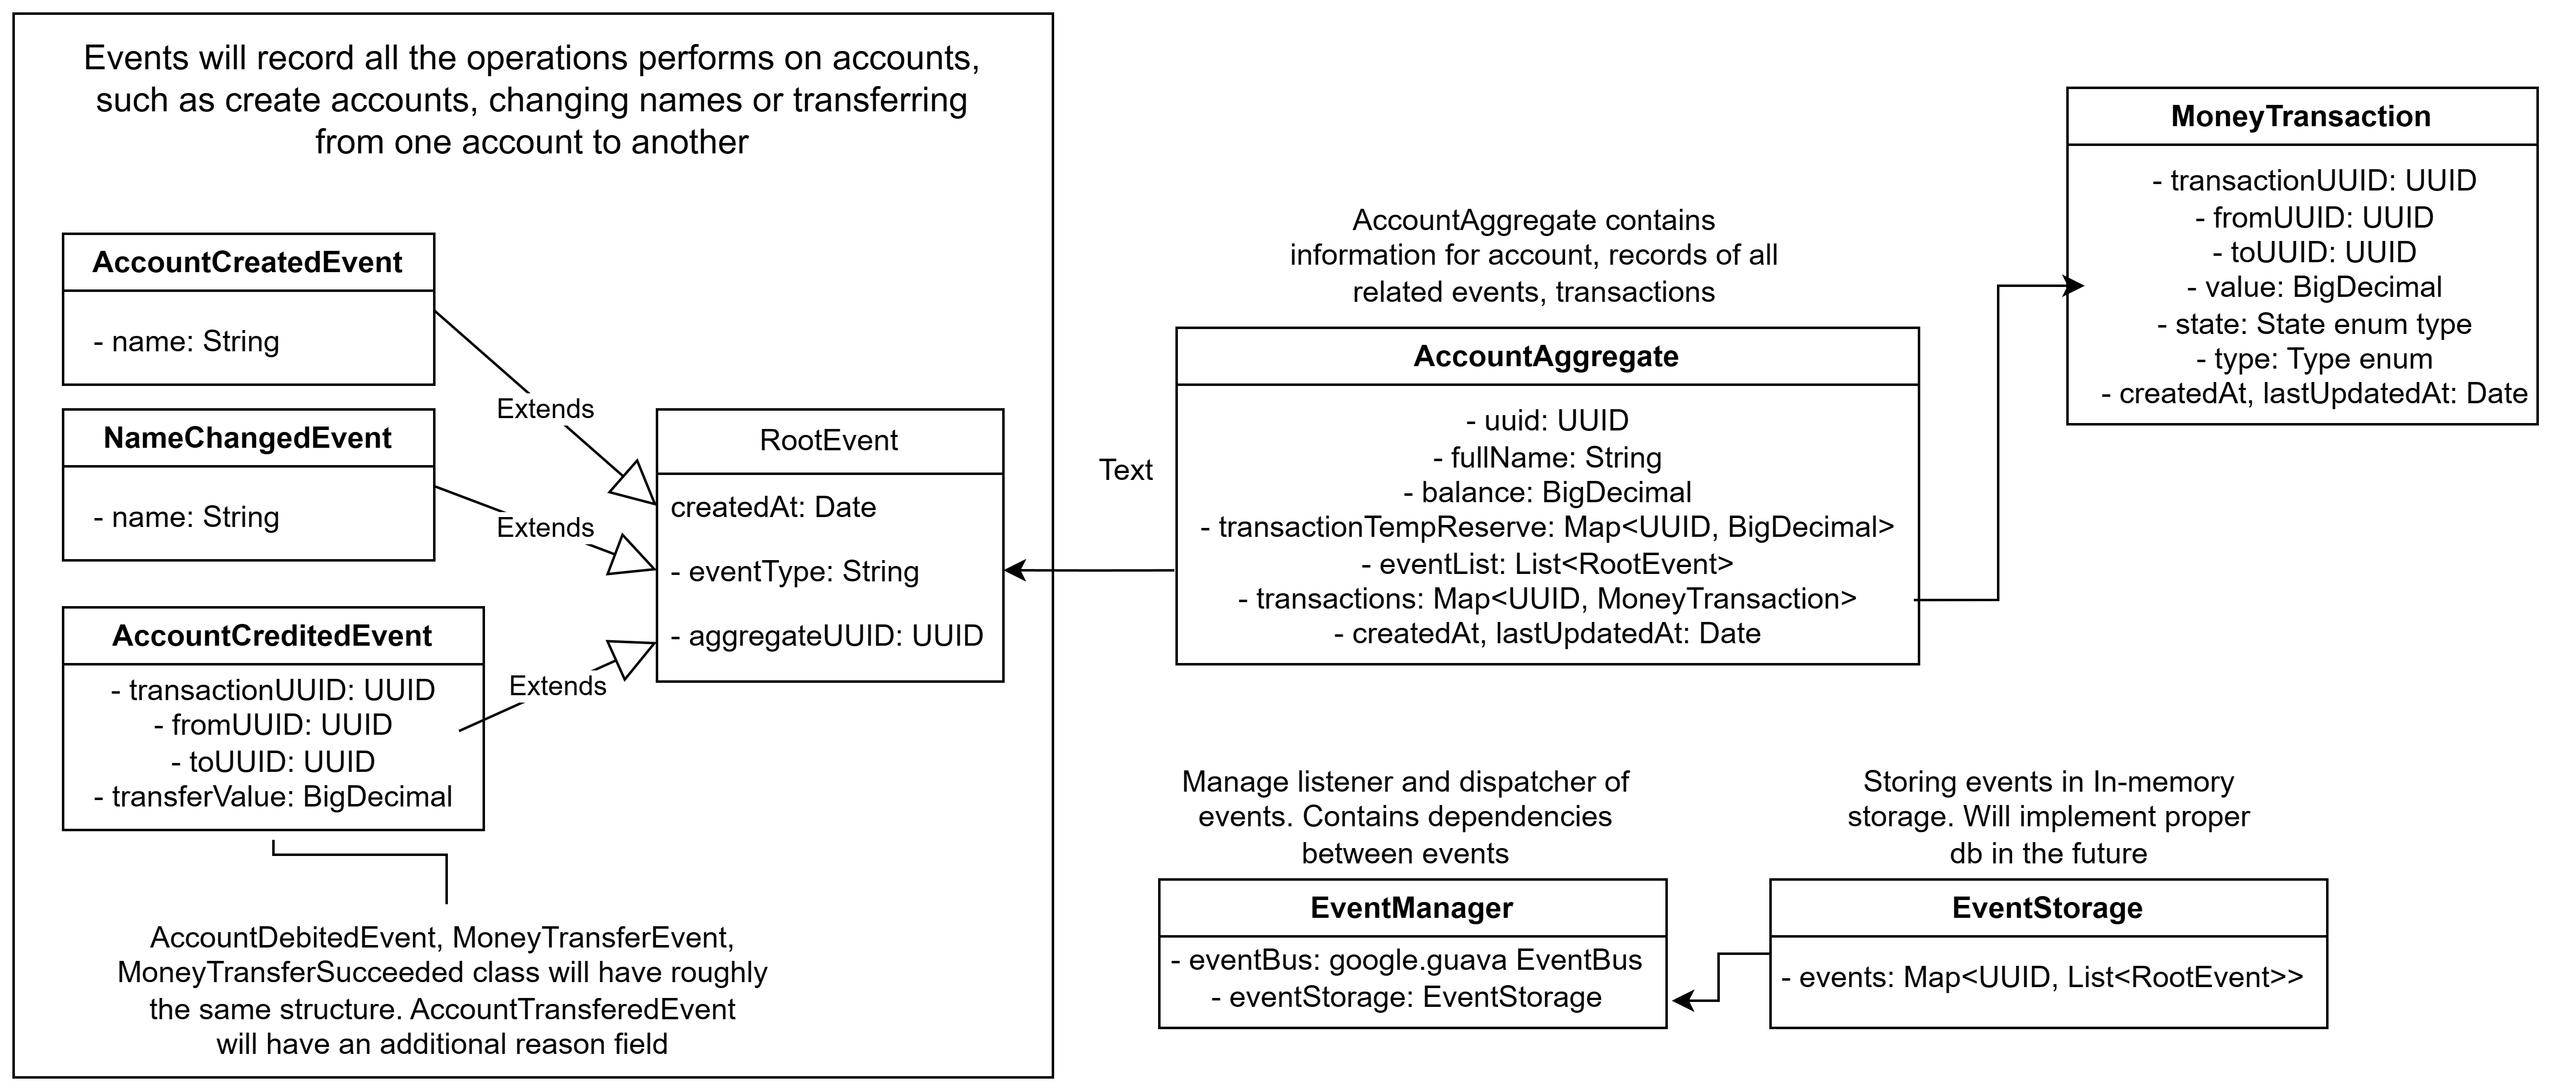 Events will record all the operations performs on accounts,
such as create accounts, changing names or transferring
from one account to another
AccountCreatedEvent
- name: String
NameChangedEvent
- name: String
AccountCreditedEvent
- transactionUUID: UUID
- fromUUID: UUID
- toUUID: UUID
- transferValue: BigDecimal
Extends
Extends
Extends
RootEvent
createdAt: Date
- eventType: String
- aggregateUUID: UUID
AccountDebitedEvent, MoneyTransferEvent,
MoneyTransferSucceeded class will have roughly
the same structure. AccountTransferedEvent
will have an additional reason field
Text
AccountAggregate contains
information for account, records of all
related events, transactions
AccountAggregate
- uuid: UUID
- fullName: String
- balance: BigDecimal
- transactionTempReserve: Map<UUID, BigDecimal>
- eventList: List<RootEvent>
- transactions: Map<UUID, MoneyTransaction>
- createdAt, lastUpdatedAt: Date
MoneyTransaction
- transactionUUID: UUID
- fromUUID: UUID
- toUUID: UUID
- value: BigDecimal
- state: State enum type
- type: Type enum
- createdAt, lastUpdatedAt: Date
Manage listener and dispatcher of
events. Contains dependencies
between events
EventManager
- eventBus: google.guava EventBus
- eventStorage: EventStorage
Storing events in In-memory
storage. Will implement proper
db in the future
EventStorage
- events: Map<UUID, List<RootEvent>>